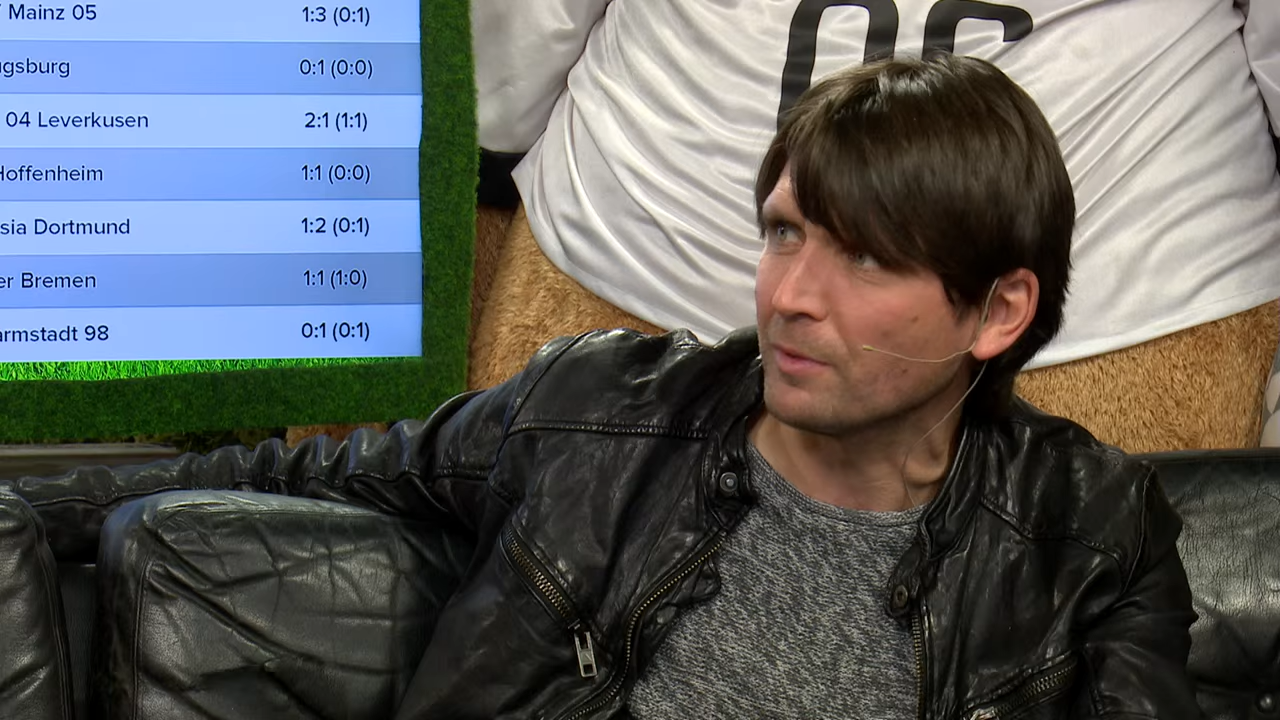 Mainz 05 1:3 (0:1)
gsburg 0:1 (0:0)
04 Leverkusen 2:1 (1:1)
Hoffenheim 1:1 (0:0)
sia Dortmund 1:2 (0:1)
er Bremen 1:1 (1:0)
armstadt 98 0:1 (0:1)